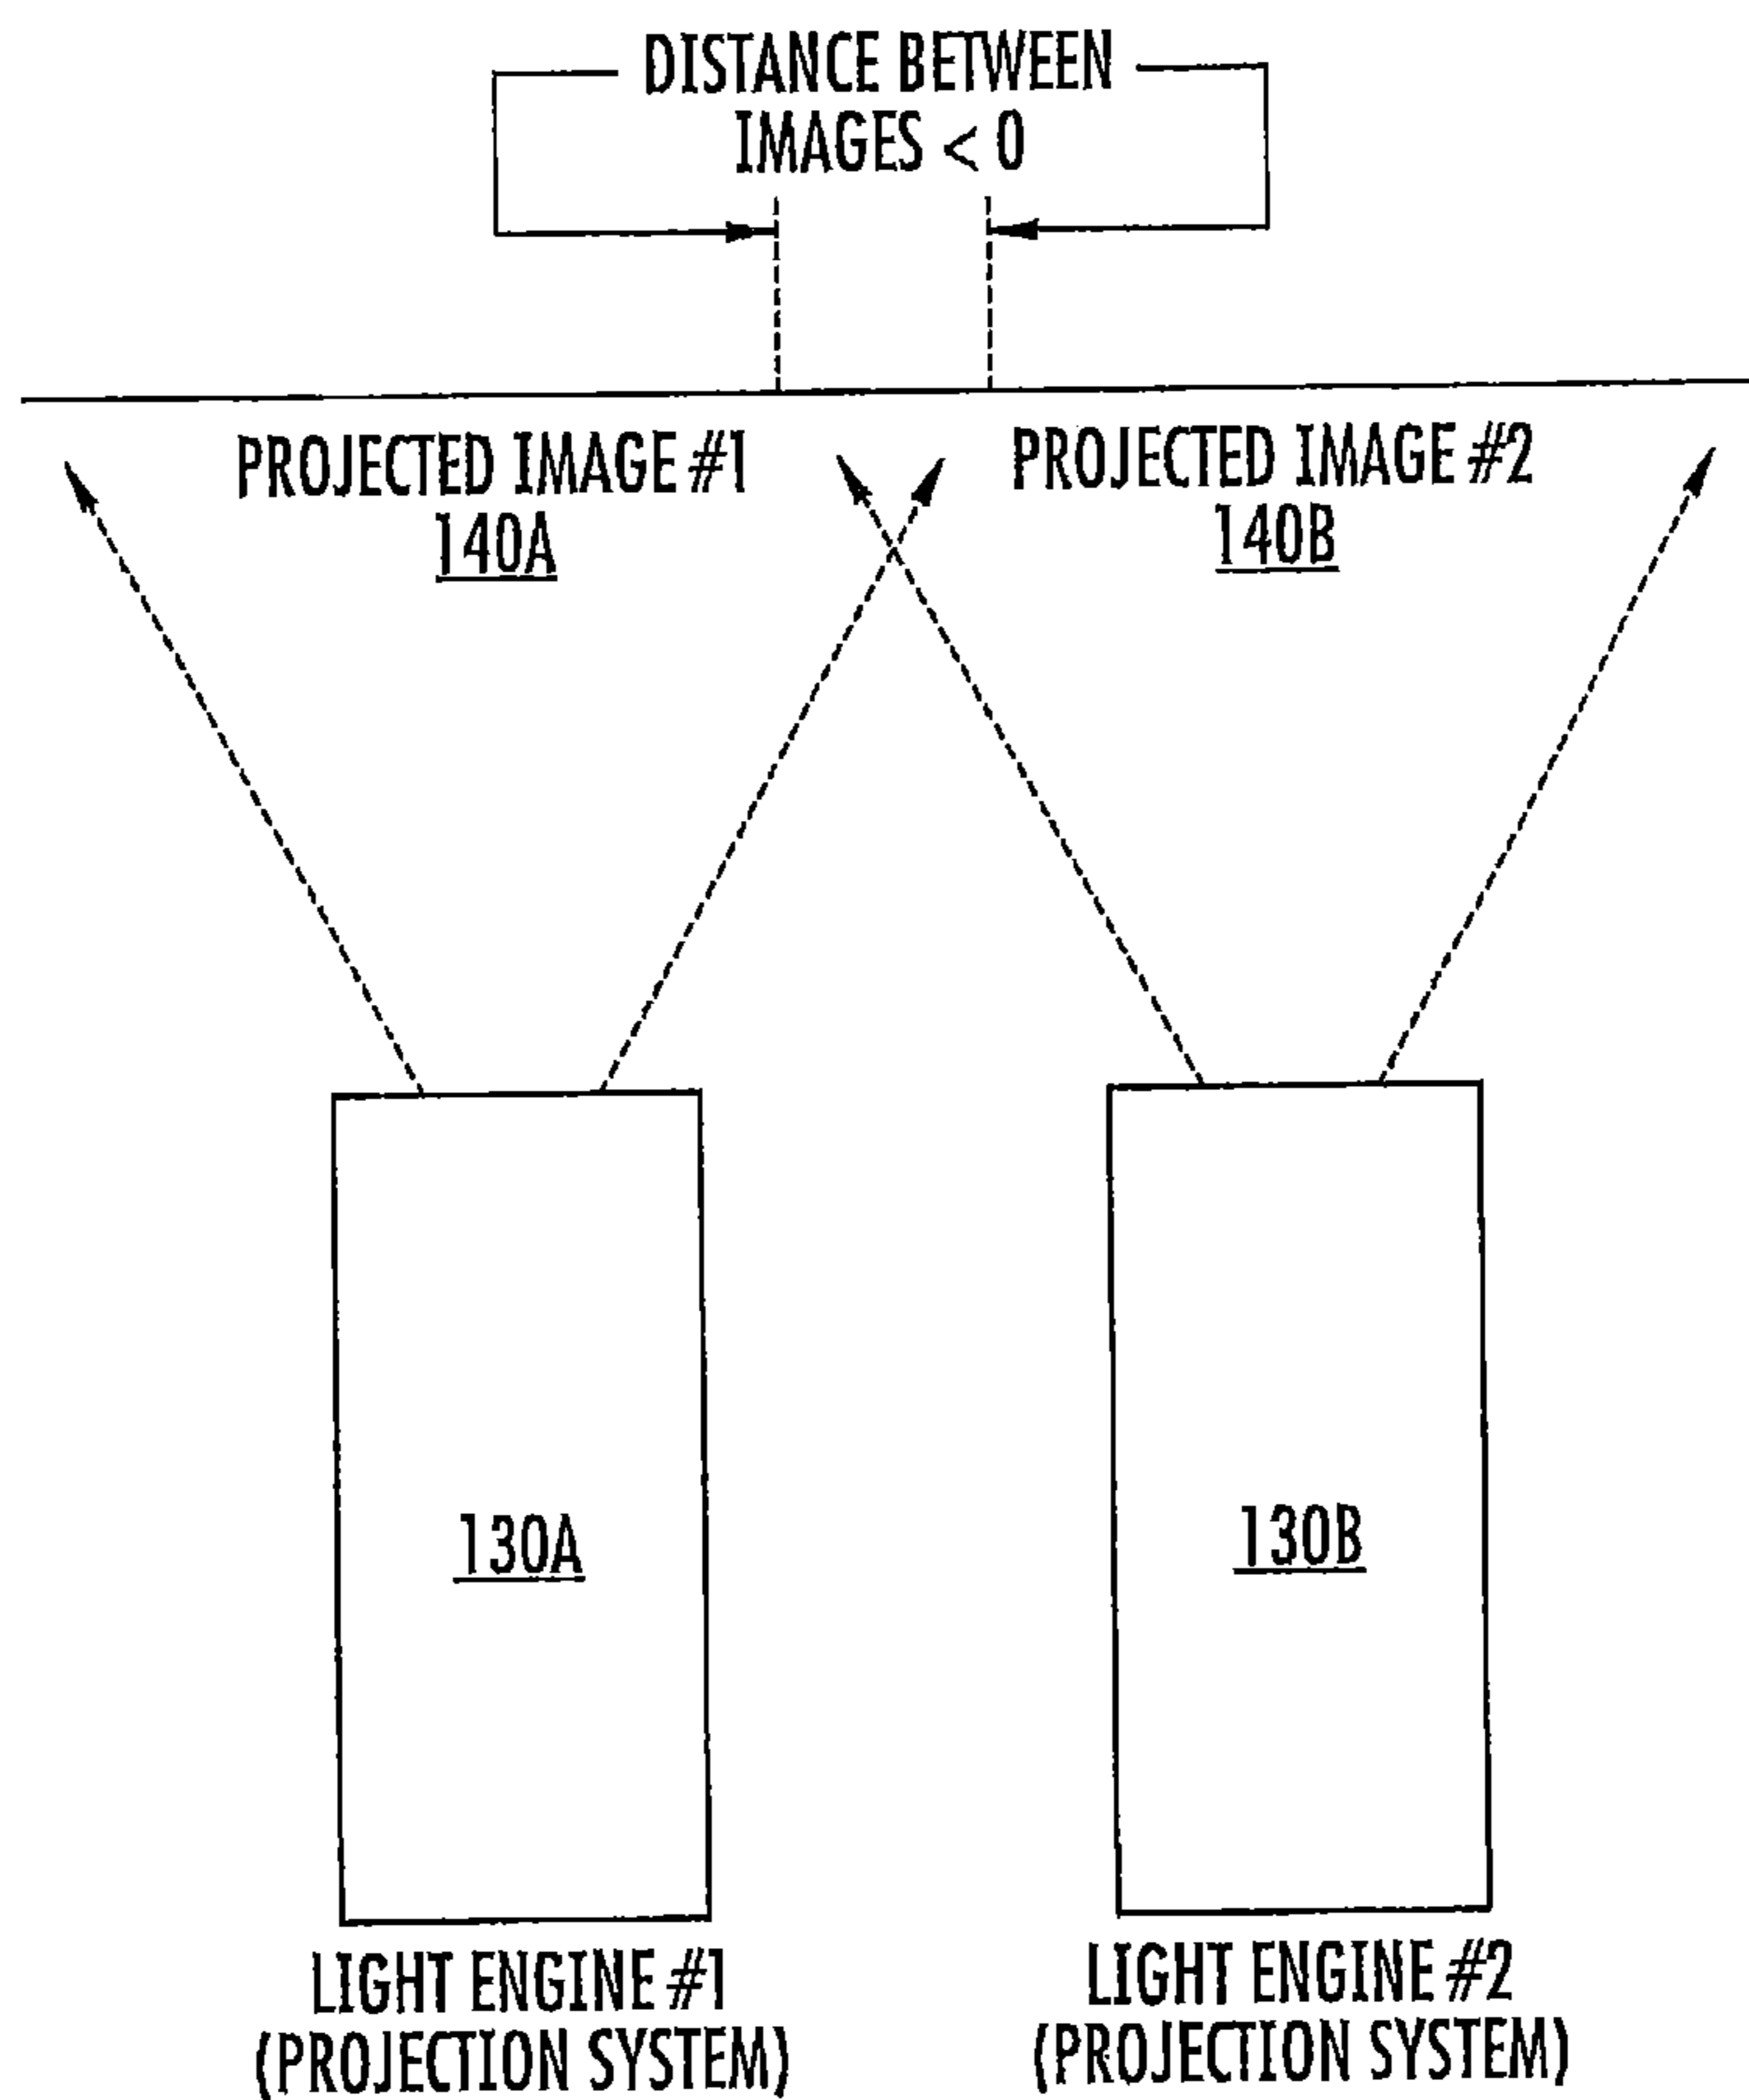 DISTANCE BETWEEN
IMAGES < 0
PROJECTED IMAGE #1
140A
PROJECTED IMAGE #2
140B
130A
130B
LIGHT ENGINE #1
(PROJECTION SYSTEM)
LIGHT ENGINE #2
(PROJECTION SYSTEM)